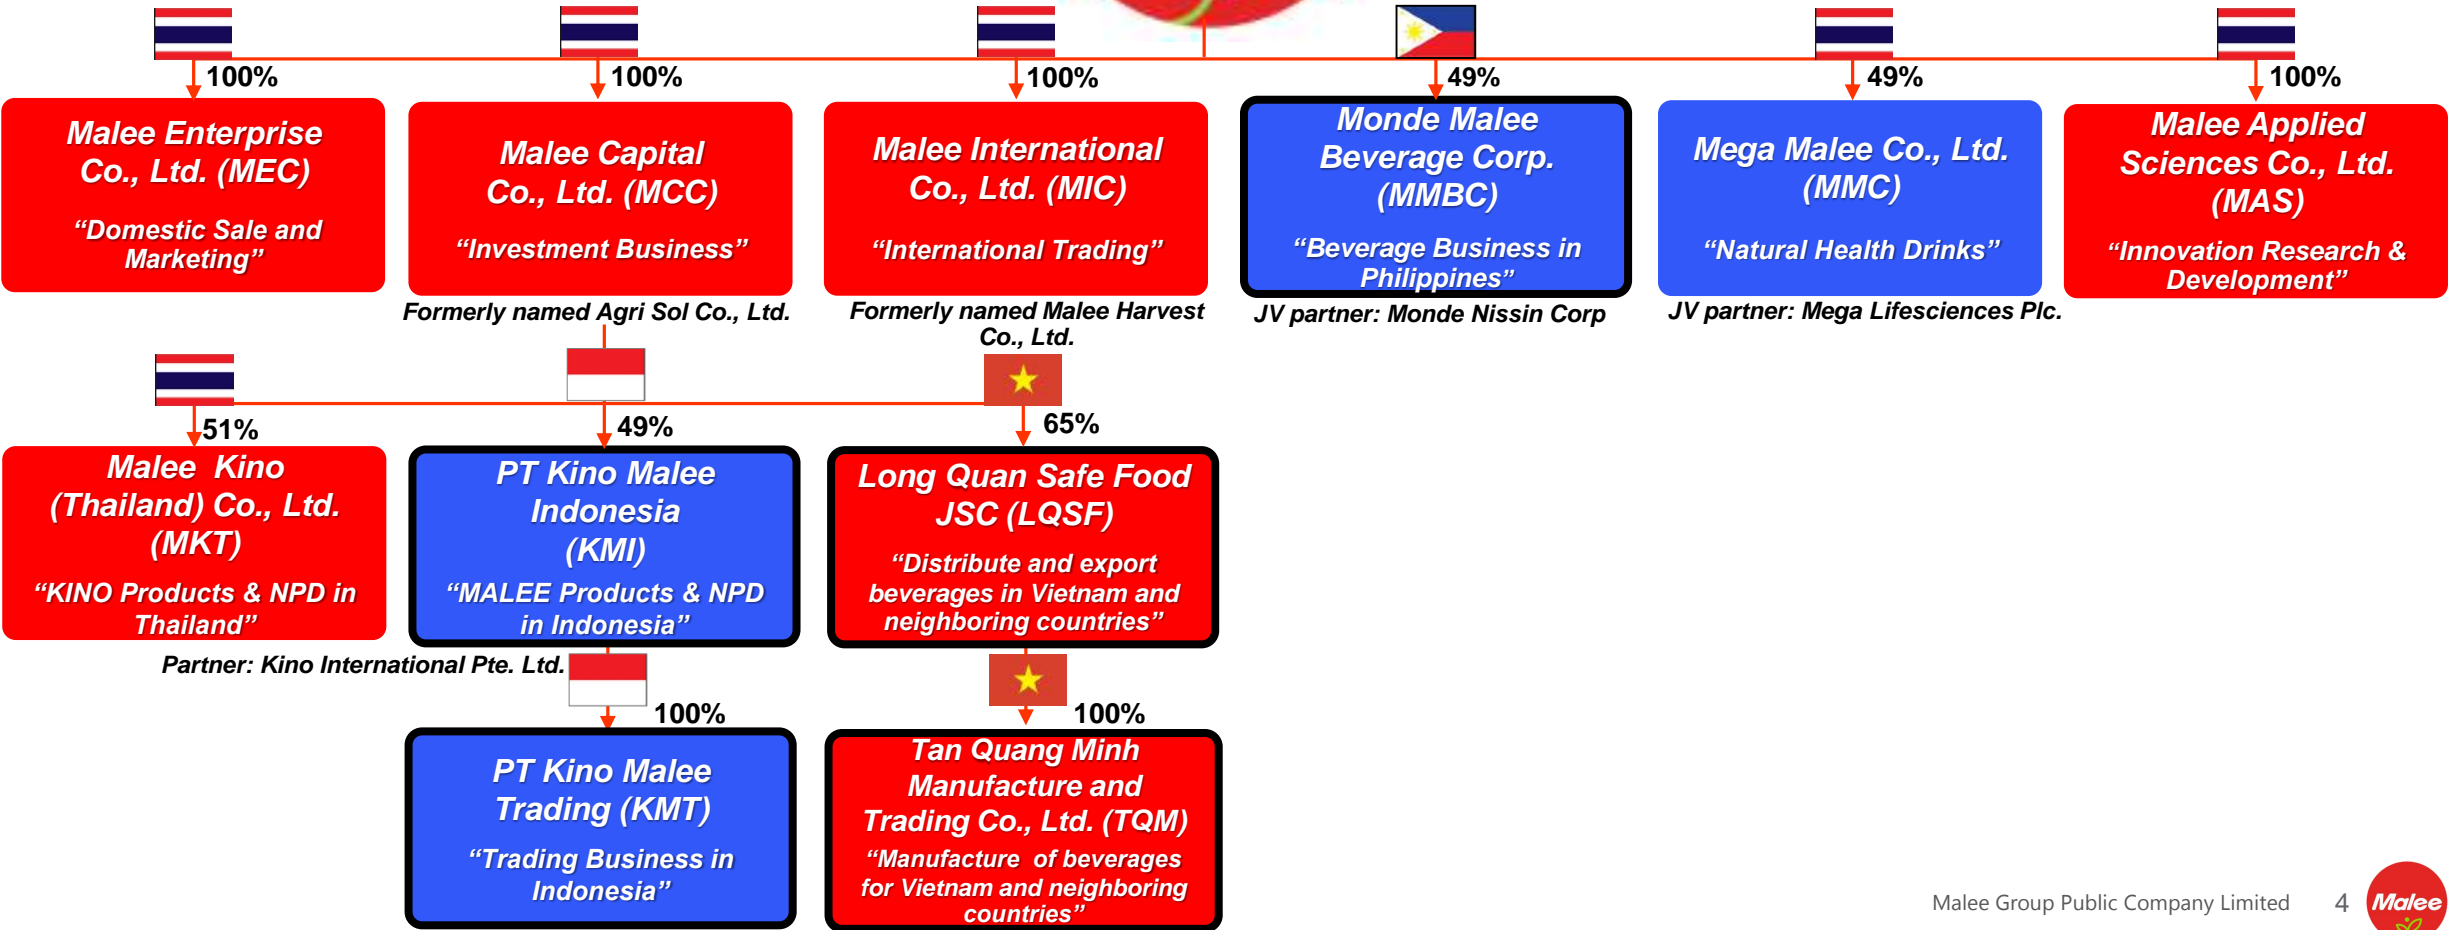 100%
Malee Enterprise
Co., Ltd. (MEC)
“Domestic Sale and
Marketing”
100%
Malee Capital
Co., Ltd. (MCC)
“Investment Business”
Formerly named Agri Sol Co., Ltd.
100%
Malee International
Co., Ltd. (MIC)
“International Trading”
Formerly named Malee Harvest
Co., Ltd.
49%
Monde Malee
Beverage Corp.
(MMBC)
“Beverage Business in
Philippines”
JV partner: Monde Nissin Corp
49%
Mega Malee Co., Ltd.
(MMC)
“Natural Health Drinks”
JV partner: Mega Lifesciences Plc.
100%
Malee Applied
Sciences Co., Ltd.
(MAS)
“Innovation Research &
Development”
51%
Malee Kino
(Thailand) Co., Ltd.
(MKT)
“KINO Products & NPD in
Thailand”
49%
PT Kino Malee
Indonesia
(KMI)
“MALEE Products & NPD
in Indonesia”
Partner: Kino International Pte. Ltd.
65%
Long Quan Safe Food
JSC (LQSF)
“Distribute and export
beverages in Vietnam and
neighboring countries”
100%
PT Kino Malee
Trading (KMT)
“Trading Business in
Indonesia”
100%
Tan Quang Minh
Manufacture and
Trading Co., Ltd. (TQM)
“Manufacture of beverages
for Vietnam and neighboring
countries”
Malee Group Public Company Limited 4
Malee